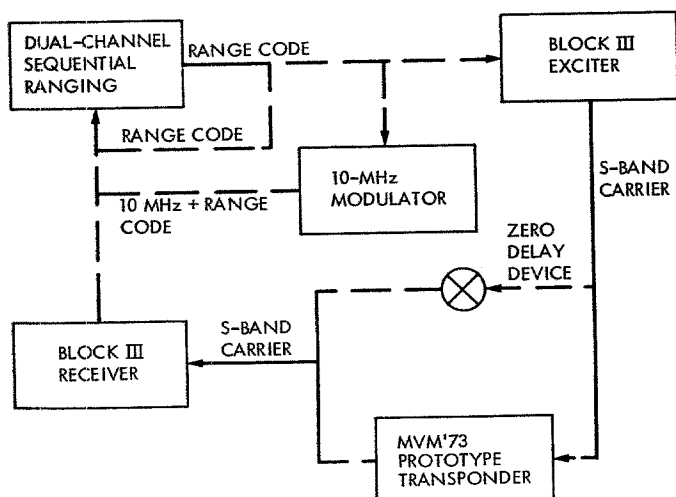 DUAL-CHANNEL
SEQUENTIAL
RANGING
RANGE CODE
BLOCK III
EXCITER
RANGE CODE
10 MHz + RANGE
CODE
10-MHz
MODULATOR
S-BAND
CARRIER
ZERO
DELAY
DEVICE
S-BAND
CARRIER
BLOCK III
RECEIVER
MVM'73
PROTOTYPE
TRANSPONDER